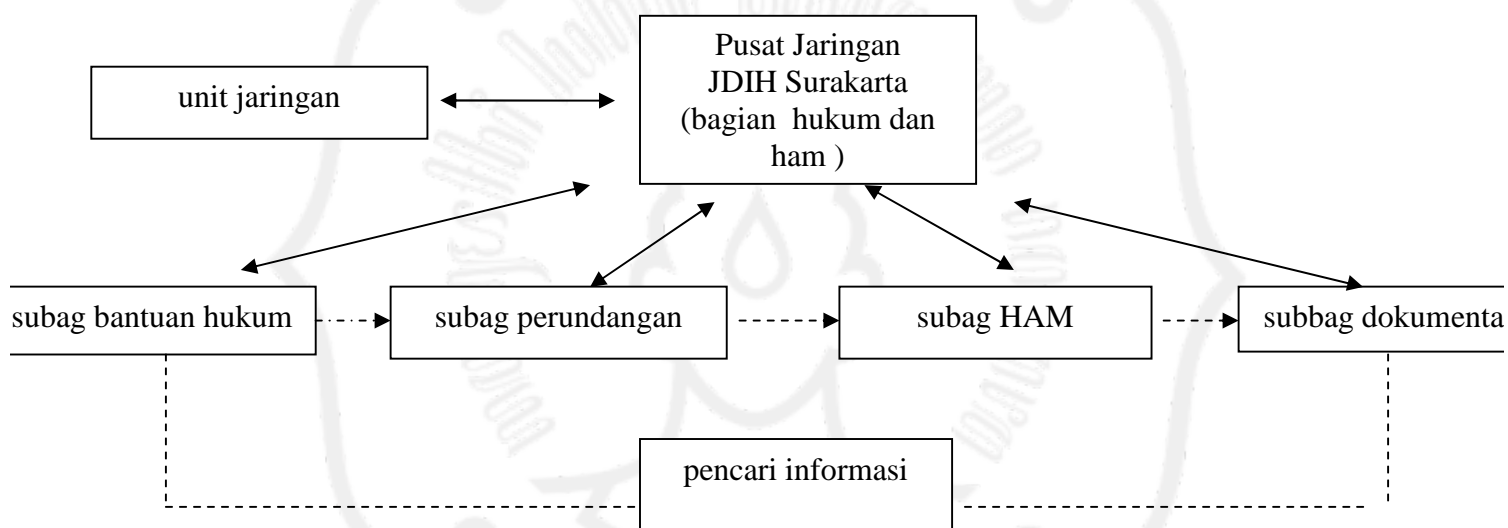 Pusat Jaringan
JDIH Surakarta
(bagian hukum dan
ham )
unit jaringan
subag bantuan hukum
subag perundangan
subag HAM
subbag dokumenta
pencari informasi